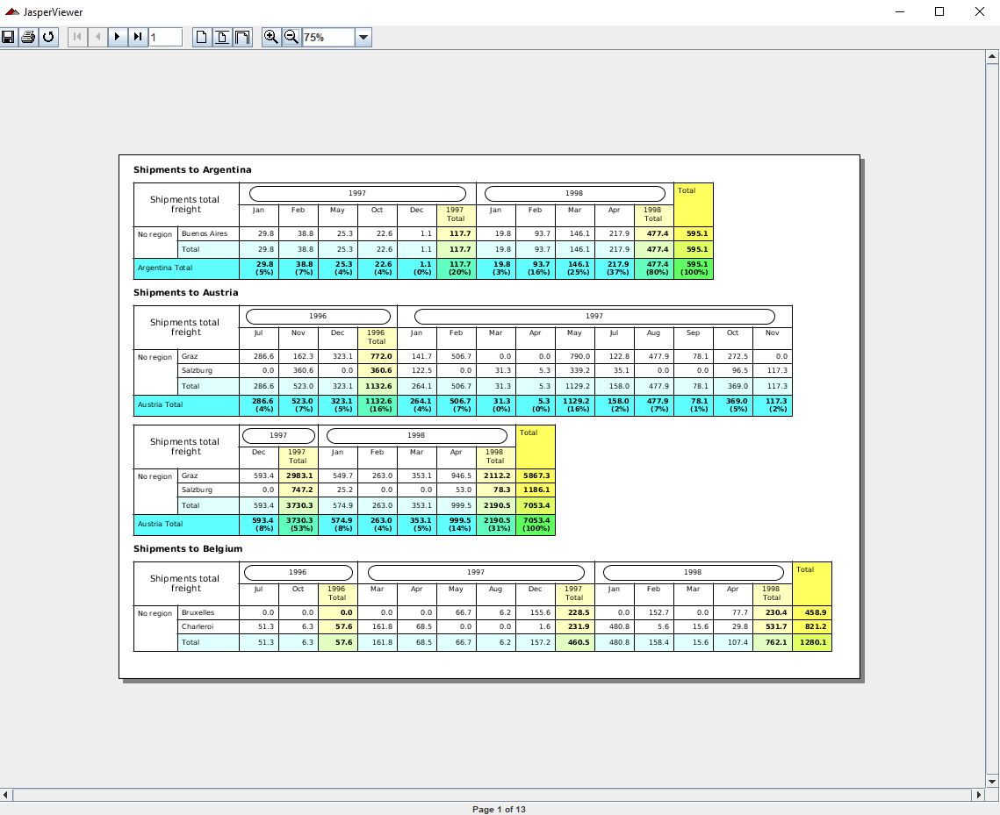 JasperViewer
1
75%
Shipments to Argentina
Shipments total freight 1997 1998 Total
Jan Feb May Oct Dec 1997 Total Jan Feb Mar Apr 1998 Total
No region Buenos Aires 29.8 38.8 25.3 22.6 1.1 117.7 19.8 93.7 146.1 217.9 477.4 595.1
Total 29.8 38.8 25.3 22.6 1.1 117.7 19.8 93.7 146.1 217.9 477.4 595.1
Argentina Total 29.8 38.8 25.3 22.6 1.1 117.7 19.8 93.7 146.1 217.9 477.4 595.1
(5%) (7%) (4%) (4%) (0%) (20%) (3%) (16%) (25%) (37%) (80%) (100%)
Shipments to Austria
Shipments total freight 1996 1997
Jul Nov Dec 1996 Total Jan Feb Mar Apr May Jul Aug Sep Oct Nov
No region Graz 286.6 162.3 323.1 772.0 141.7 506.7 0.0 0.0 790.0 122.8 477.9 78.1 272.5 0.0
Salzburg 0.0 360.6 0.0 360.6 122.5 0.0 31.3 5.3 339.2 35.1 0.0 0.0 96.5 117.3
Total 286.6 523.0 323.1 1132.6 264.1 506.7 31.3 5.3 1129.2 158.0 477.9 78.1 369.0 117.3
Austria Total 286.6 523.0 323.1 1132.6 264.1 506.7 31.3 5.3 1129.2 158.0 477.9 78.1 369.0 117.3
(4%) (7%) (5%) (16%) (4%) (7%) (0%) (0%) (16%) (2%) (7%) (1%) (5%) (2%)
Shipments total freight 1997 1998 Total
Dec 1997 Total Jan Feb Mar Apr 1998 Total
No region Graz 593.4 2983.1 549.7 263.0 353.1 946.5 2112.2 5867.3
Salzburg 0.0 747.2 25.2 0.0 0.0 53.0 78.3 1186.1
Total 593.4 3730.3 574.9 263.0 353.1 999.5 2190.5 7053.4
Austria Total 593.4 3730.3 574.9 263.0 353.1 999.5 2190.5 7053.4
(8%) (53%) (8%) (4%) (5%) (14%) (31%) (100%)
Shipments to Belgium
Shipments total freight 1996 1997 1998 Total
Jul Oct 1996 Total Mar Apr May Aug Dec 1997 Total Jan Feb Mar Apr 1998 Total
No region Bruxelles 0.0 0.0 0.0 0.0 0.0 66.7 6.2 155.6 228.5 0.0 152.7 0.0 77.7 230.4 458.9
Charleroi 51.3 6.3 57.6 161.8 68.5 0.0 0.0 1.6 231.9 480.8 5.6 15.6 29.8 531.7 821.2
Total 51.3 6.3 57.6 161.8 68.5 66.7 6.2 157.2 460.5 480.8 158.4 15.6 107.4 762.1 1280.1
Page 1 of 13